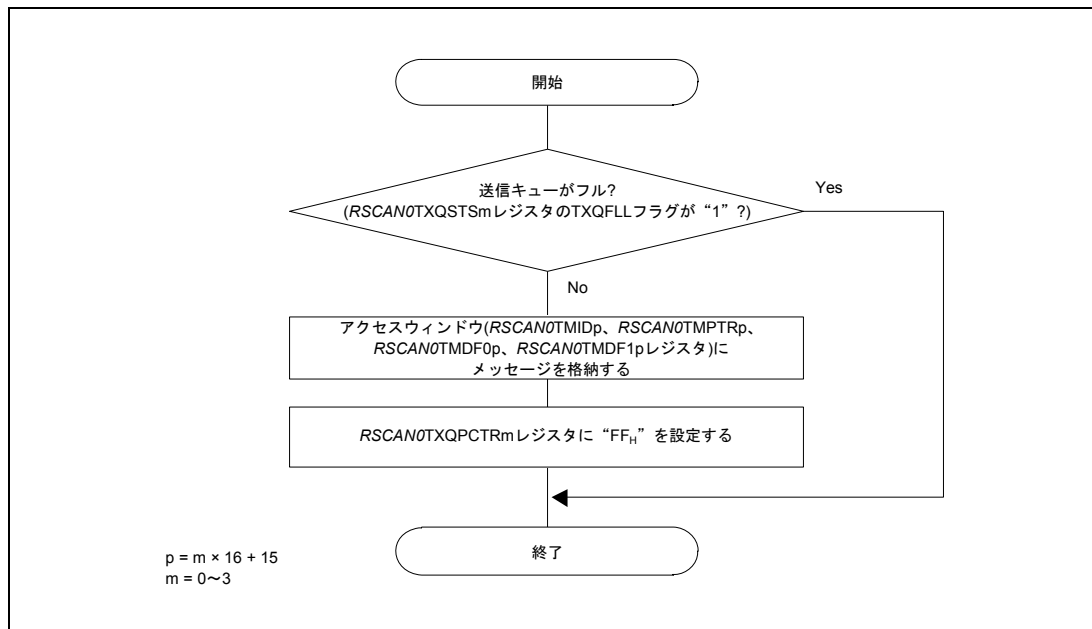 開始
送信キューがフル?
(RSCAN0TXQSTSmレジスタのTXQFLLフラグが“1”?)
Yes
No
アクセスウィンドウ(RSCAN0TMIDp、RSCAN0TMPTRp、
RSCAN0TMDF0p、RSCAN0TMDF1pレジスタ)に
メッセージを格納する
RSCAN0TXQPCTRmレジスタに“FFH”を設定する
終了
p = m × 16 + 15
m = 0〜3